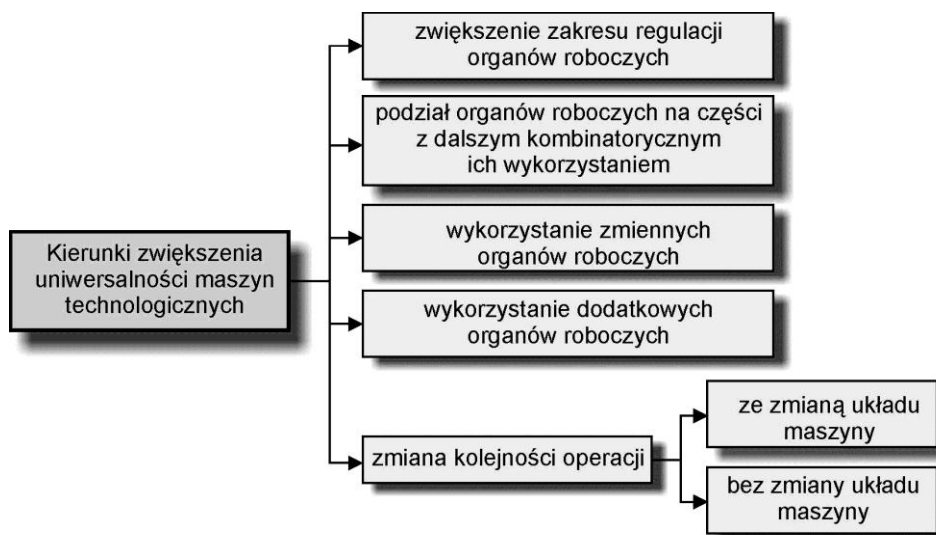 zwiększenie zakresu regulacji
organów roboczych
podział organów roboczych na części
z dalszym kombinatorycznym
ich wykorzystaniem
Kierunki zwiększenia
uniwersalności maszyn
technologicznych
wykorzystanie zmiennych
organów roboczych
wykorzystanie dodatkowych
organów roboczych
zmiana kolejności operacji
ze zmianą układu
maszyny
bez zmiany układu
maszyny